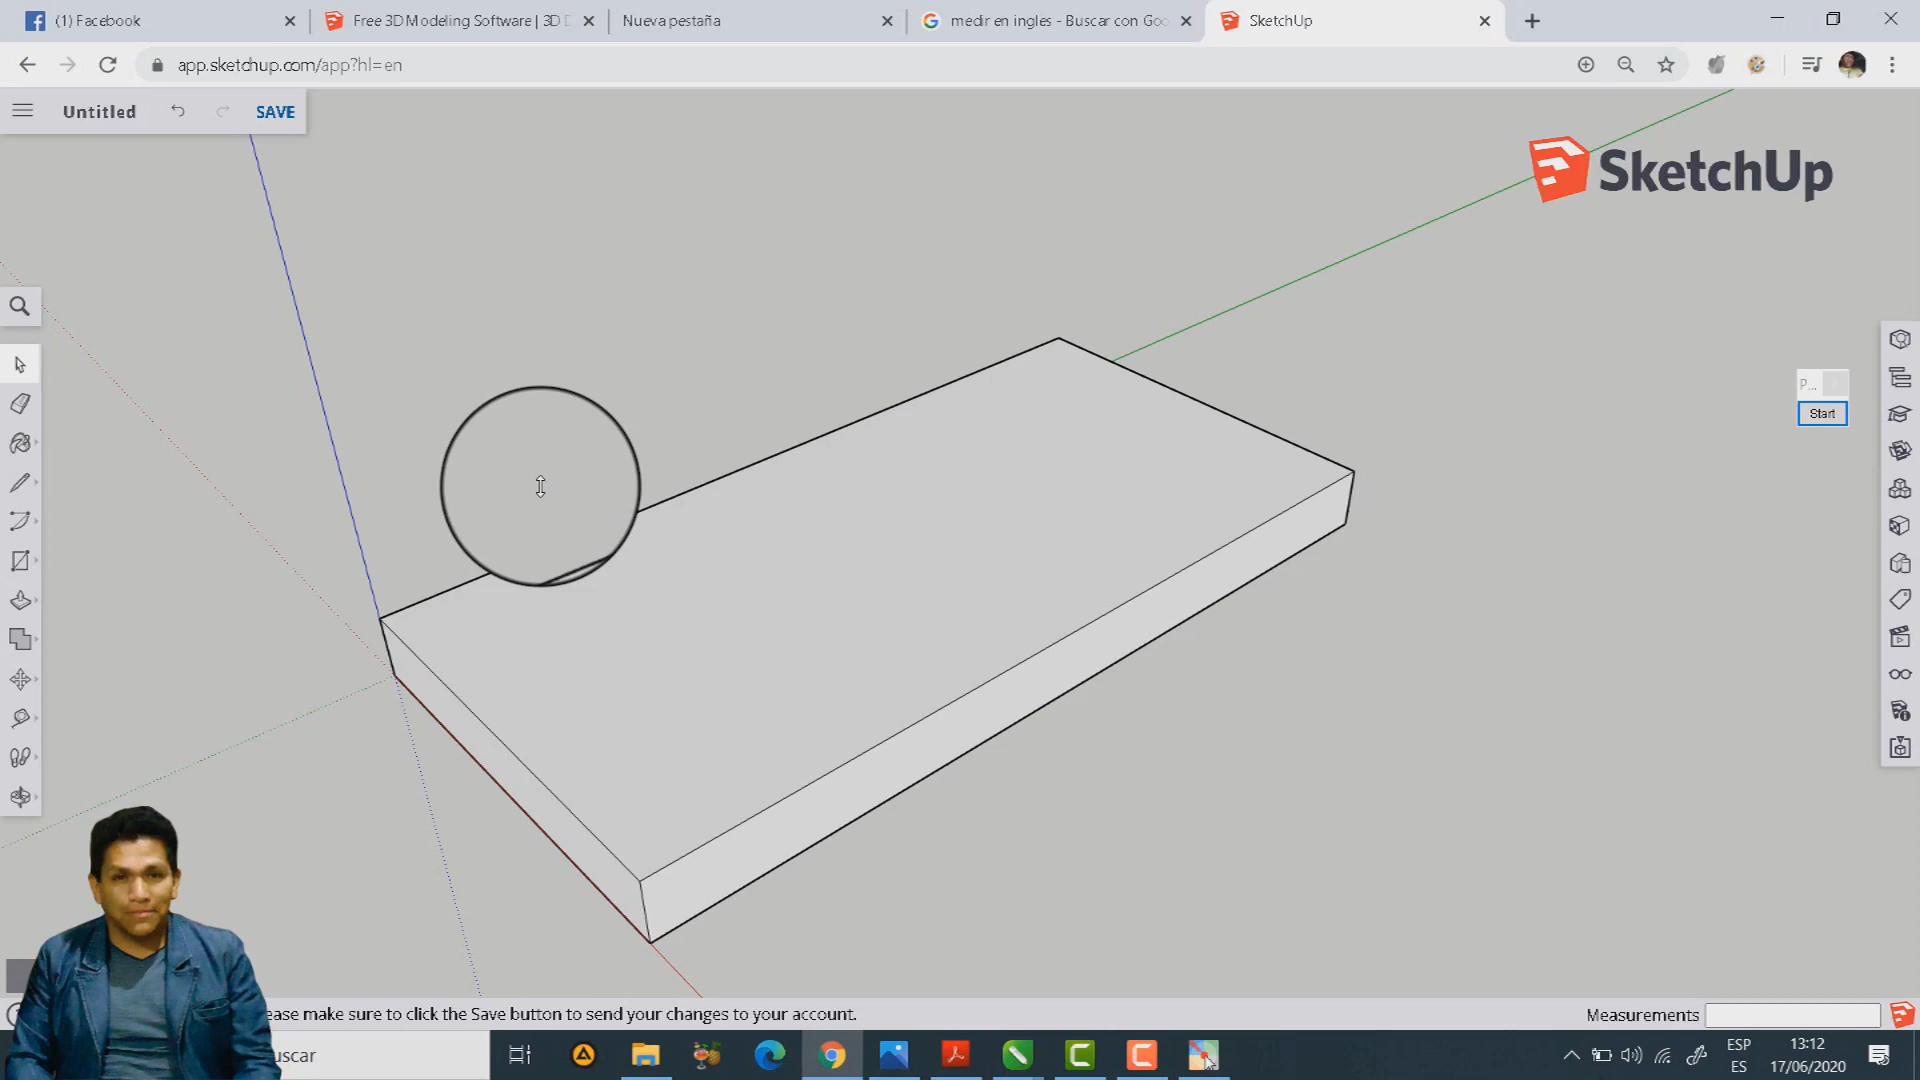 (1) Facebook
Free 3D Modeling Software | 3D
Nueva pestaña
medir en ingles - Buscar con Goo
SketchUp
app.sketchup.com/app?hl=en
Untitled
SAVE
SketchUp
P...
Start
ease make sure to click the Save button to send your changes to your account.
Measurements
uscar
ESP
ES
13:12
17/06/2020